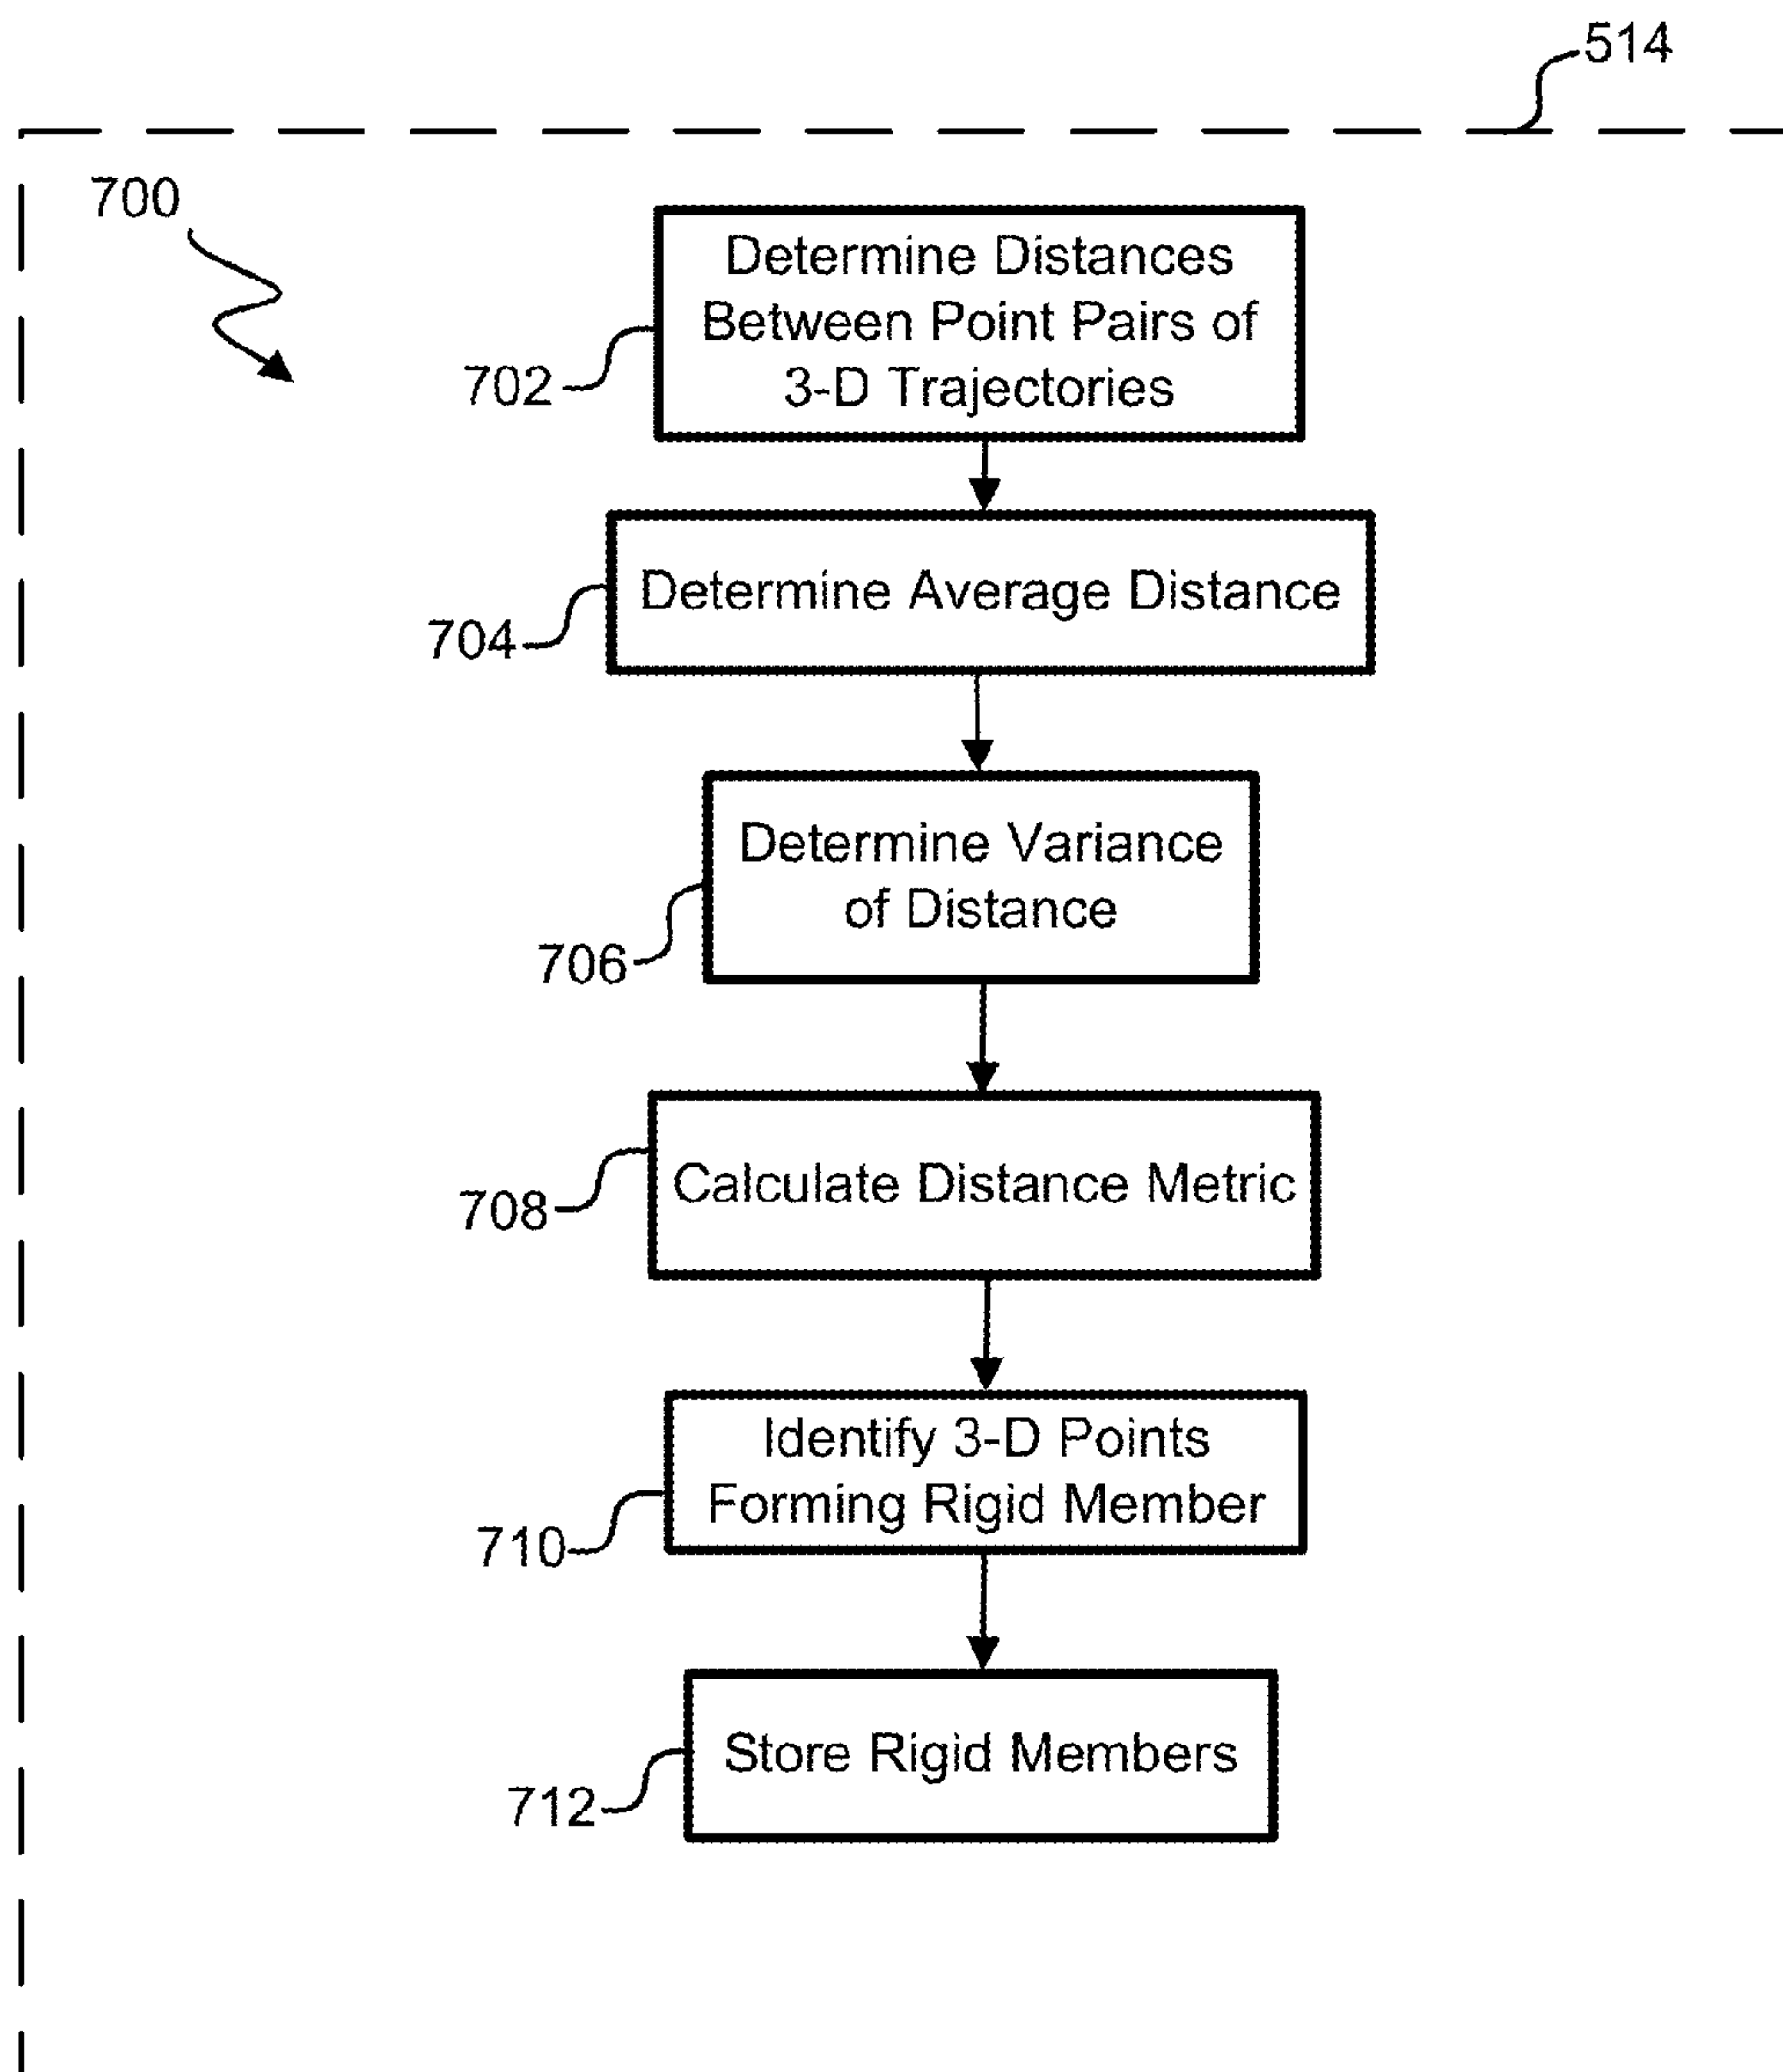 514
700
Determine Distances
Between Point Pairs of
3-D Trajectories
702
Determine Average Distance
704
Determine Variance
of Distance
706
Calculate Distance Metric
708
Identify 3-D Points
Forming Rigid Member
710
Store Rigid Members
712